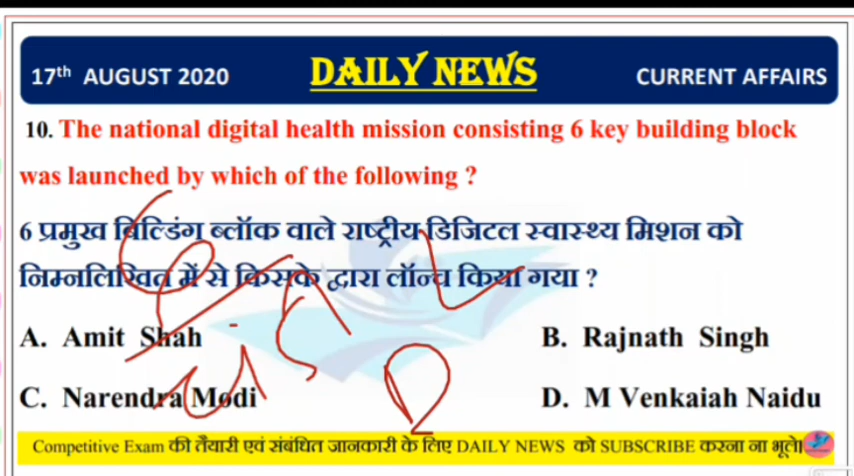 17th AUGUST 2020 DAILY NEWS CURRENT AFFAIRS
10. The national digital health mission consisting 6 key building block
was launched by which of the following ?
6 प्रमुख बिल्डिंग ब्लॉक वाले राष्ट्रीय डिजिटल स्वास्थ्य मिशन को
निम्नलिखित में से किसके द्वारा लॉन्च किया गया ?
A. Amit Shah B. Rajnath Singh
C. Narendra Modi D. M Venkaiah Naidu
Competitive Exam की तैयारी एवं संबंधित जानकारी के लिए DAILY NEWS को SUBSCRIBE करना ना भूले।